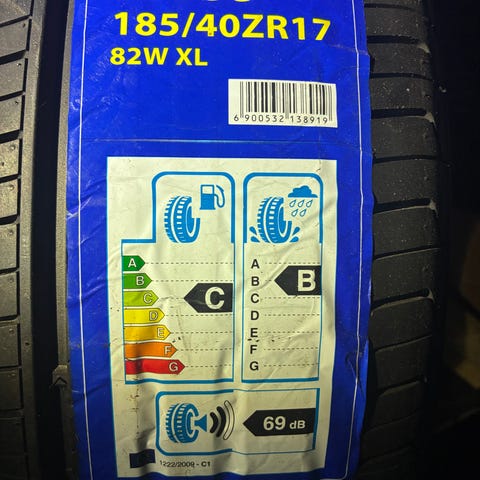 185/40ZR17
82W XL
6 900532 138919
A
B
C
D
E
F
G
C
A
B
C
D
E
F
G
B
69 dB
1222/2009 - C1